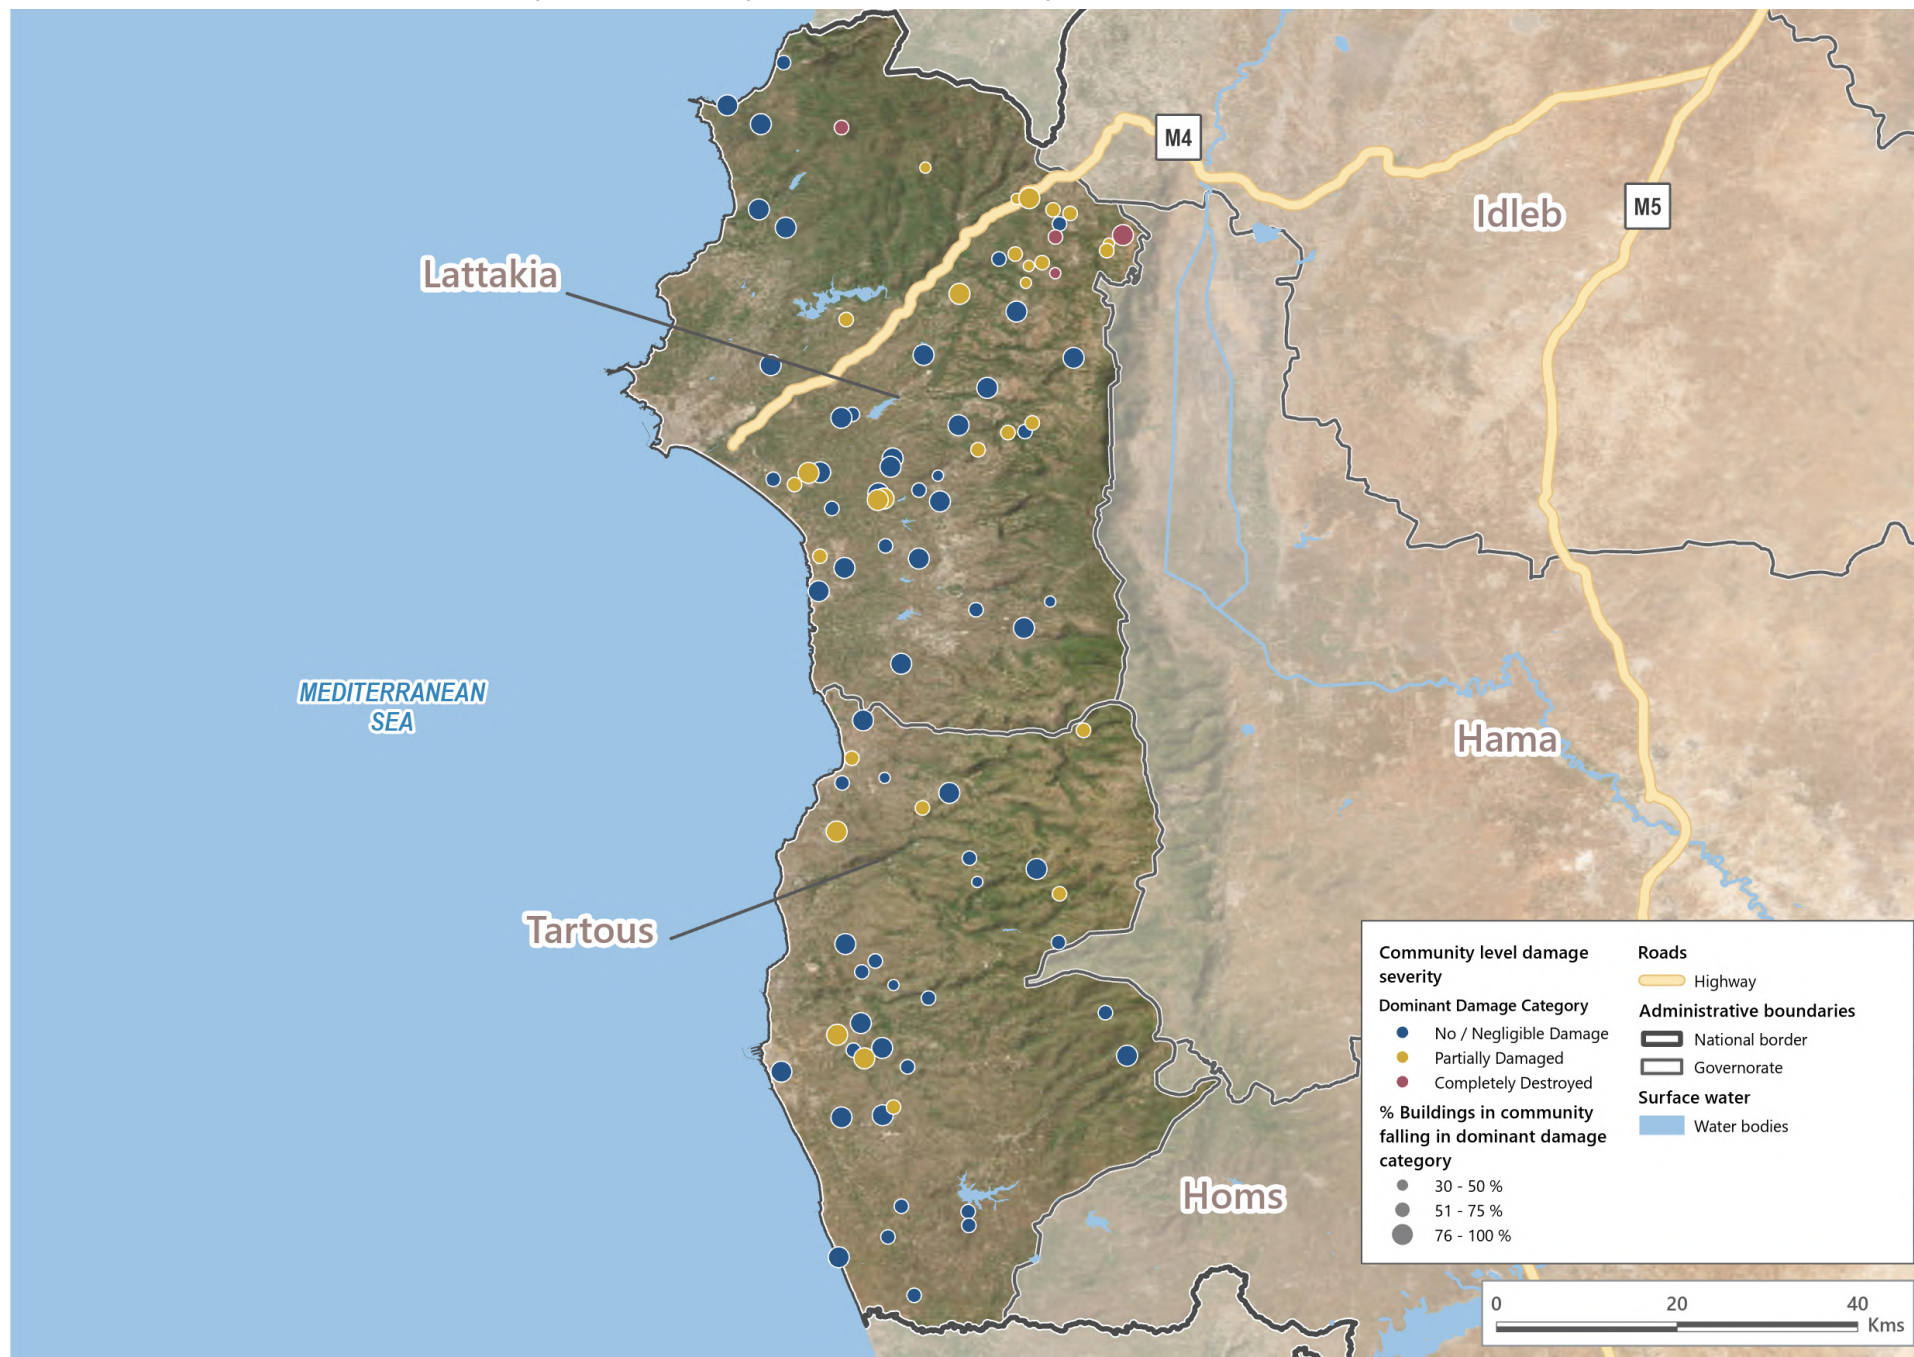 M4
Idleb
M5
Lattakia
MEDITERRANEAN
SEA
Hama
Tartous
Homs
Community level damage
severity
Dominant Damage Category
No / Negligible Damage
Partially Damaged
Completely Destroyed
% Buildings in community
falling in dominant damage
category
30 - 50 %
51 - 75 %
76 - 100 %
Roads
Highway
Administrative boundaries
National border
Governorate
Surface water
Water bodies
0 20 40
Kms